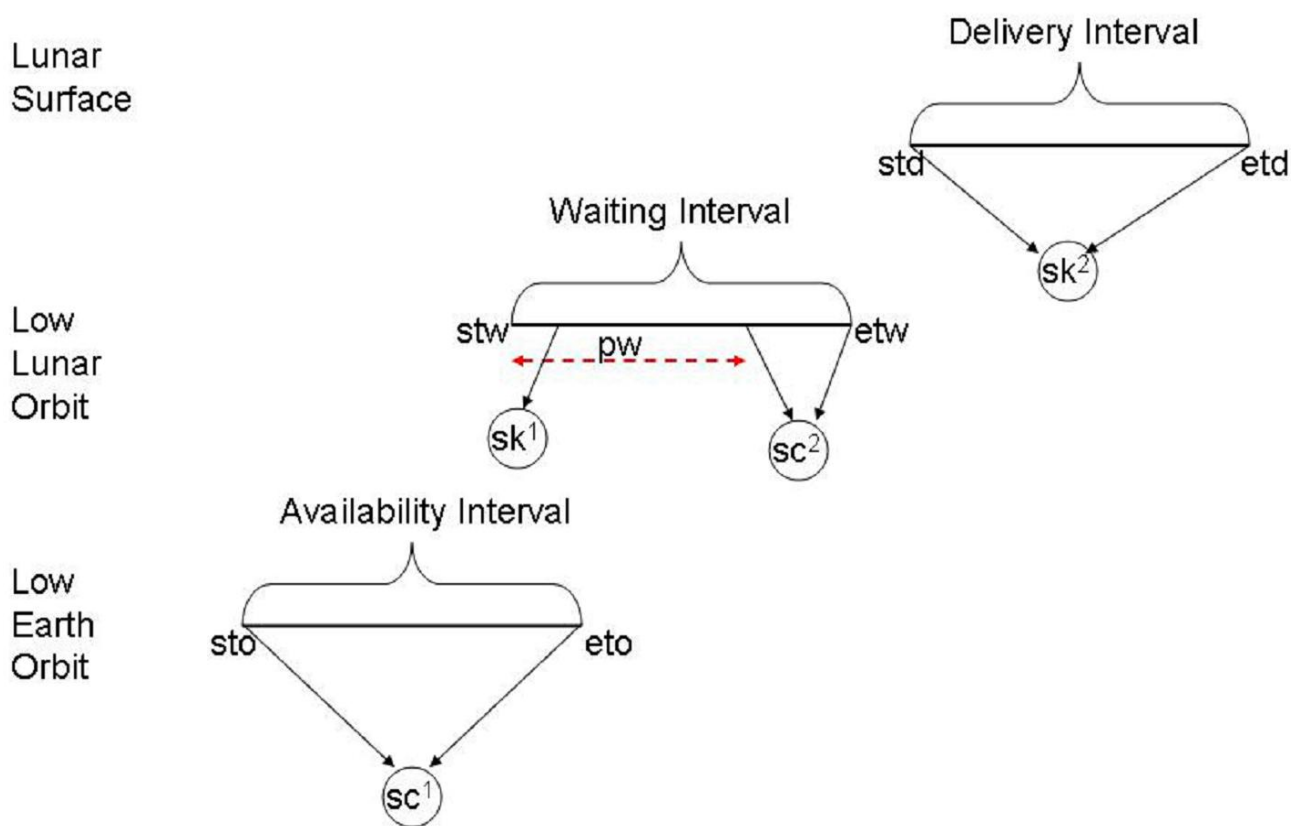 Lunar
Surface
Delivery Interval
std
etd
sk²
Waiting Interval
Low
Lunar
Orbit
stw
etw
pw
sk¹
sc²
Availability Interval
Low
Earth
Orbit
sto
eto
sc¹